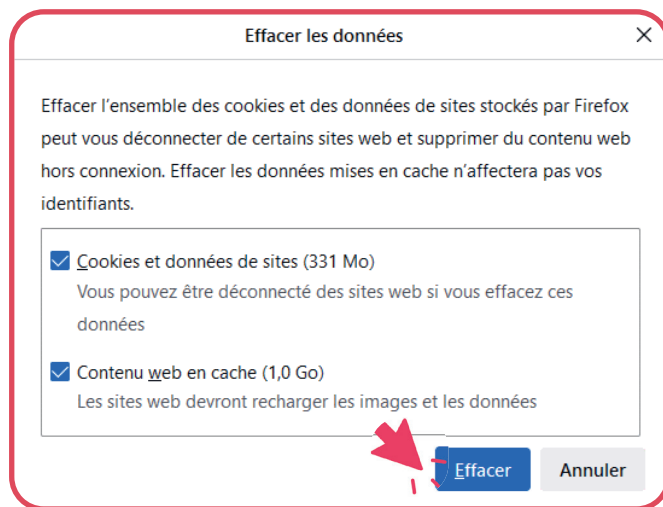 Effacer les données
Effacer l’ensemble des cookies et des données de sites stockés par Firefox
peut vous déconnecter de certains sites web et supprimer du contenu web
hors connexion. Effacer les données mises en cache n’affectera pas vos
identifiants.
Cookies et données de sites (331 Mo)
Vous pouvez être déconnecté des sites web si vous effacez ces
données
Contenu web en cache (1,0 Go)
Les sites web devront recharger les images et les données
Effacer Annuler